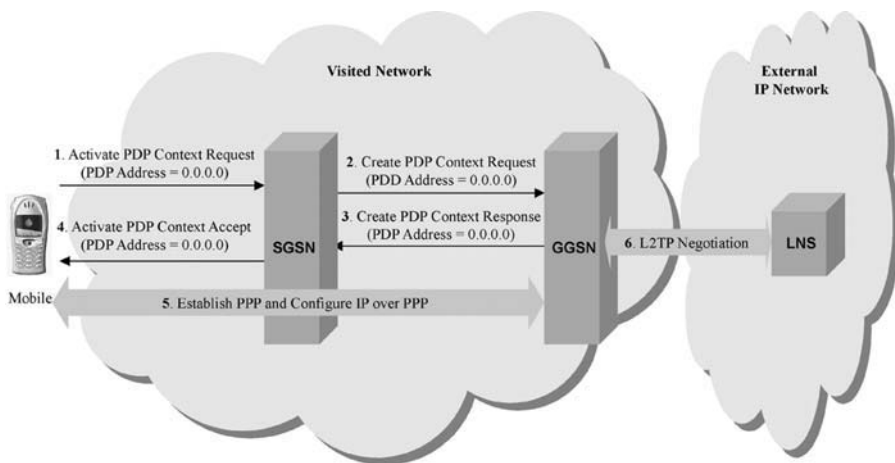 Visited Network
External
IP Network
1. Activate PDP Context Request
(PDP Address = 0.0.0.0)
2. Create PDP Context Request
(PDD Address = 0.0.0.0)
3. Create PDP Context Response
(PDP Address = 0.0.0.0)
4. Activate PDP Context Accept
(PDP Address = 0.0.0.0)
SGSN
GGSN
6. L2TP Negotiation
LNS
Mobile
5. Establish PPP and Configure IP over PPP